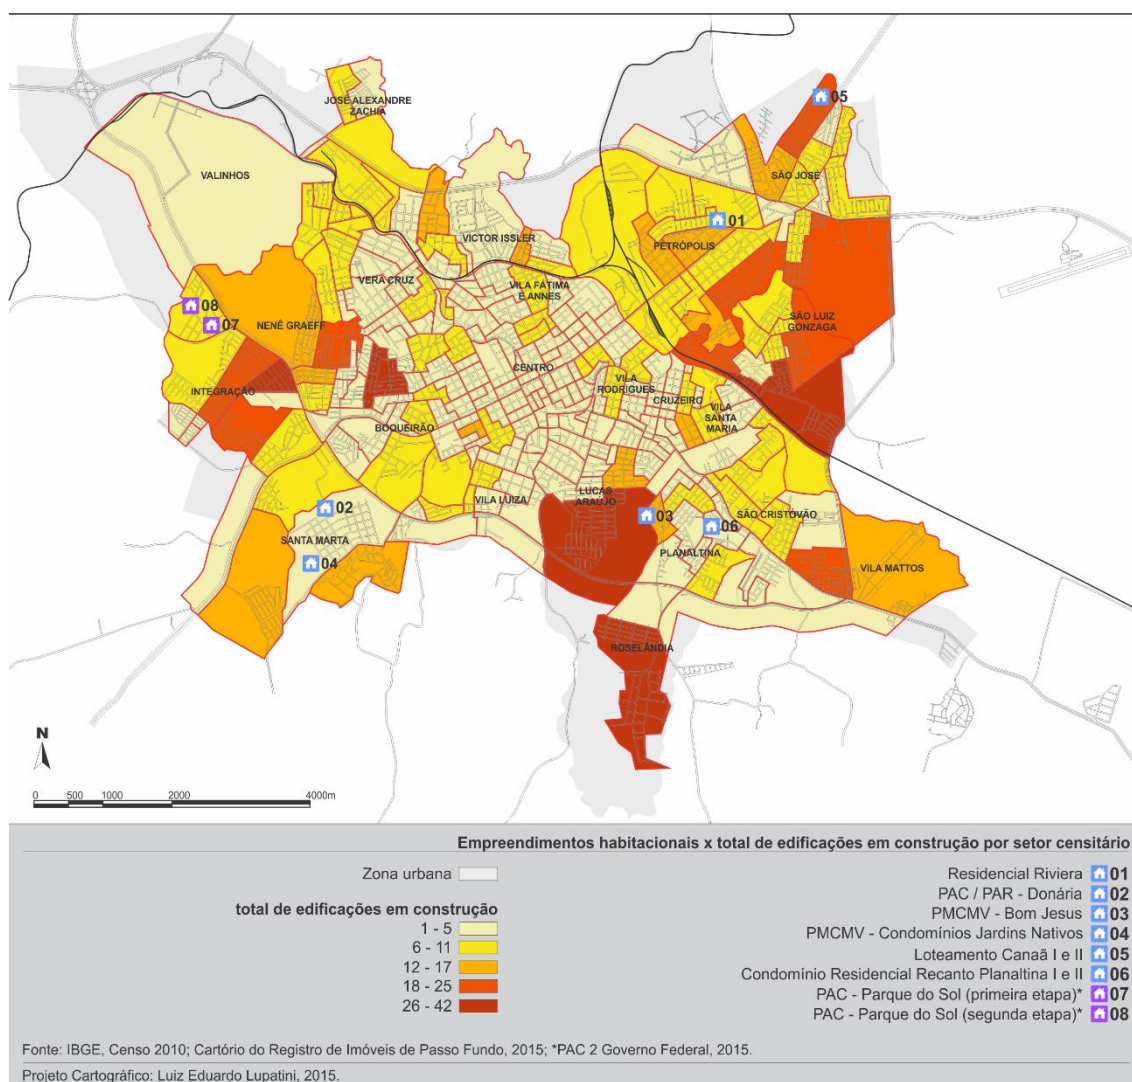 05
JOSÉ ALEXANDRE
ZACHIA
VALINHOS
SÃO JOSÉ
01
VICTOR ISSLER
PETRÓPOLIS
VERA CRUZ
VILA FÁTIMA
E ANNES
08
07
NENÊ GRAEFF
SÃO LUIZ
GONZAGA
CENTRO
VILA
RODRIGUES
INTEGRAÇÃO
CRUZEIRO
VILA
SANTA
MARIA
BOQUEIRÃO
LUCAS
ARAÚJO
VILA LUIZA
02
03
06
SÃO CRISTÓVÃO
SANTA MARTA
PLANALTINA
04
VILA MATTOS
ROSELÂNDIA
N
0 500 1000 2000 4000m
Empreendimentos habitacionais x total de edificações em construção por setor censitário
Zona urbana
total de edificações em construção
1 - 5
6 - 11
12 - 17
18 - 25
26 - 42
Residencial Riviera 01
PAC / PAR - Donária 02
PMCMV - Bom Jesus 03
PMCMV - Condomínios Jardins Nativos 04
Loteamento Canaã I e II 05
Condomínio Residencial Recanto Planaltina I e II 06
PAC - Parque do Sol (primeira etapa)* 07
PAC - Parque do Sol (segunda etapa)* 08
Fonte: IBGE, Censo 2010; Cartório do Registro de Imóveis de Passo Fundo, 2015; *PAC 2 Governo Federal, 2015.
Projeto Cartográfico: Luiz Eduardo Lupatini, 2015.